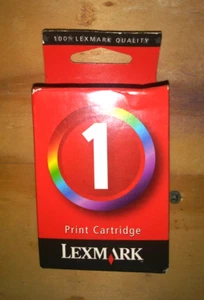 100% LEXMARK QUALITY
1
Print Cartridge
LEXMARK